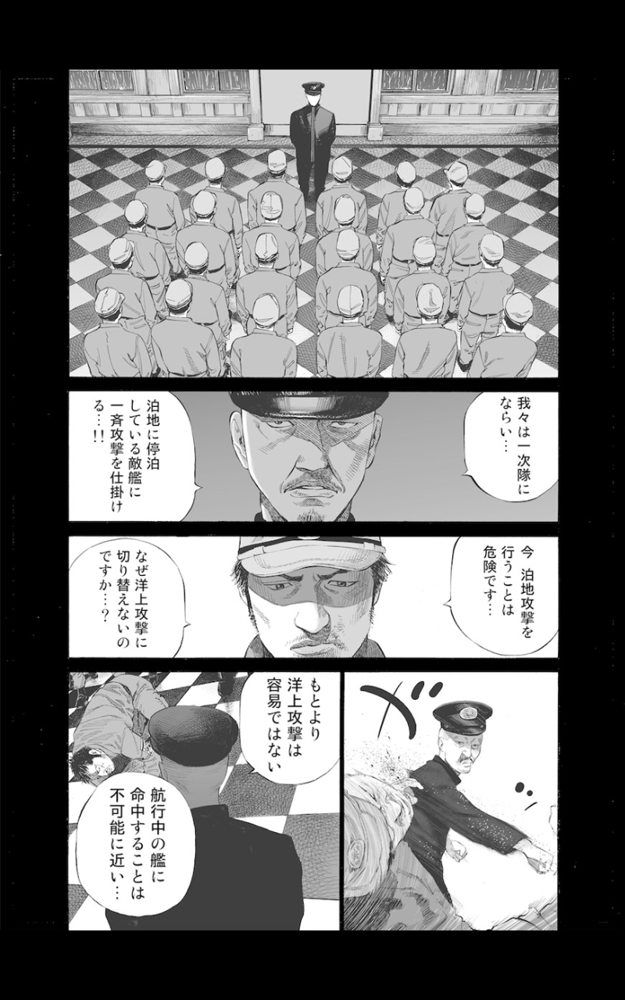 我々は一次隊に
ならい…
泊地に停泊
している敵艦に
一斉攻撃を仕掛け
る…!!
今 泊地攻撃を
行うことは
危険です…
なぜ洋上攻撃に
切り替えないの
ですか…?
ドゴッ
もとより
洋上攻撃は
容易ではない
航行中の艦に
命中することは
不可能に近い…